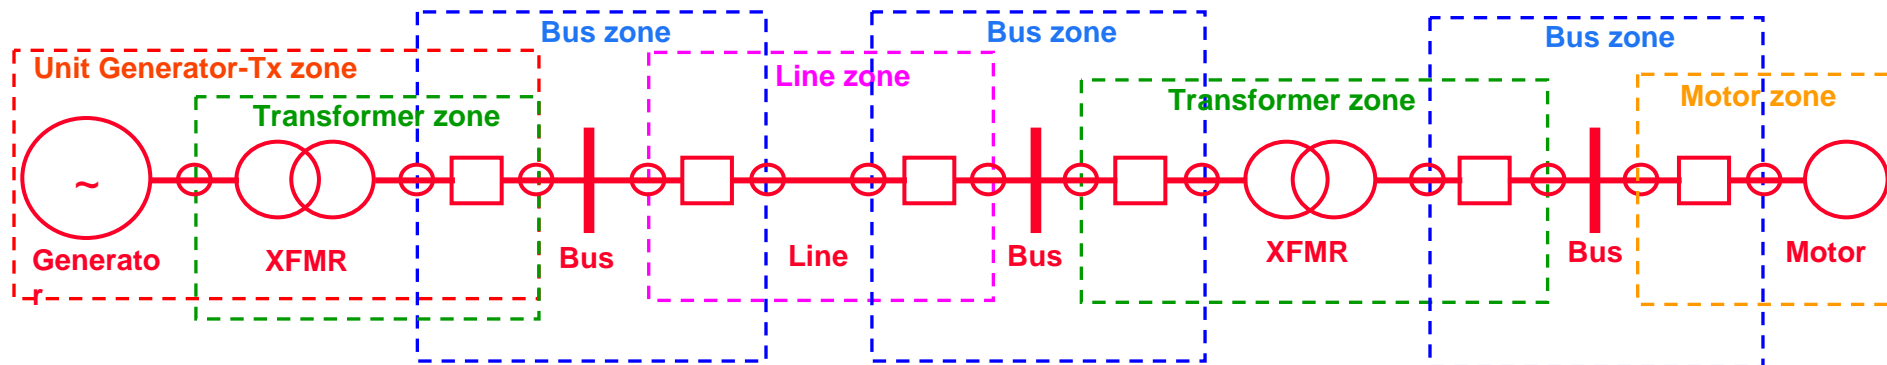 Bus zone
Bus zone
Bus zone
Unit Generator-Tx zone
Line zone
Transformer zone
Motor zone
Transformer zone
~
Generato
r
XFMR
Bus
Line
Bus
XFMR
Bus
Motor